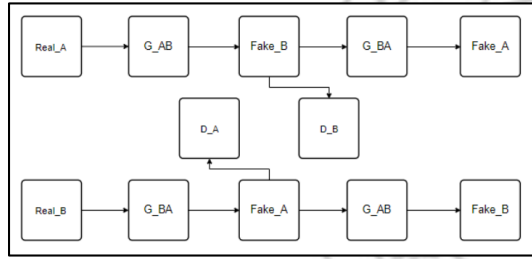 Real_A
G_AB
Fake_B
G_BA
Fake_A
D_A
D_B
Real_B
G_BA
Fake_A
G_AB
Fake_B